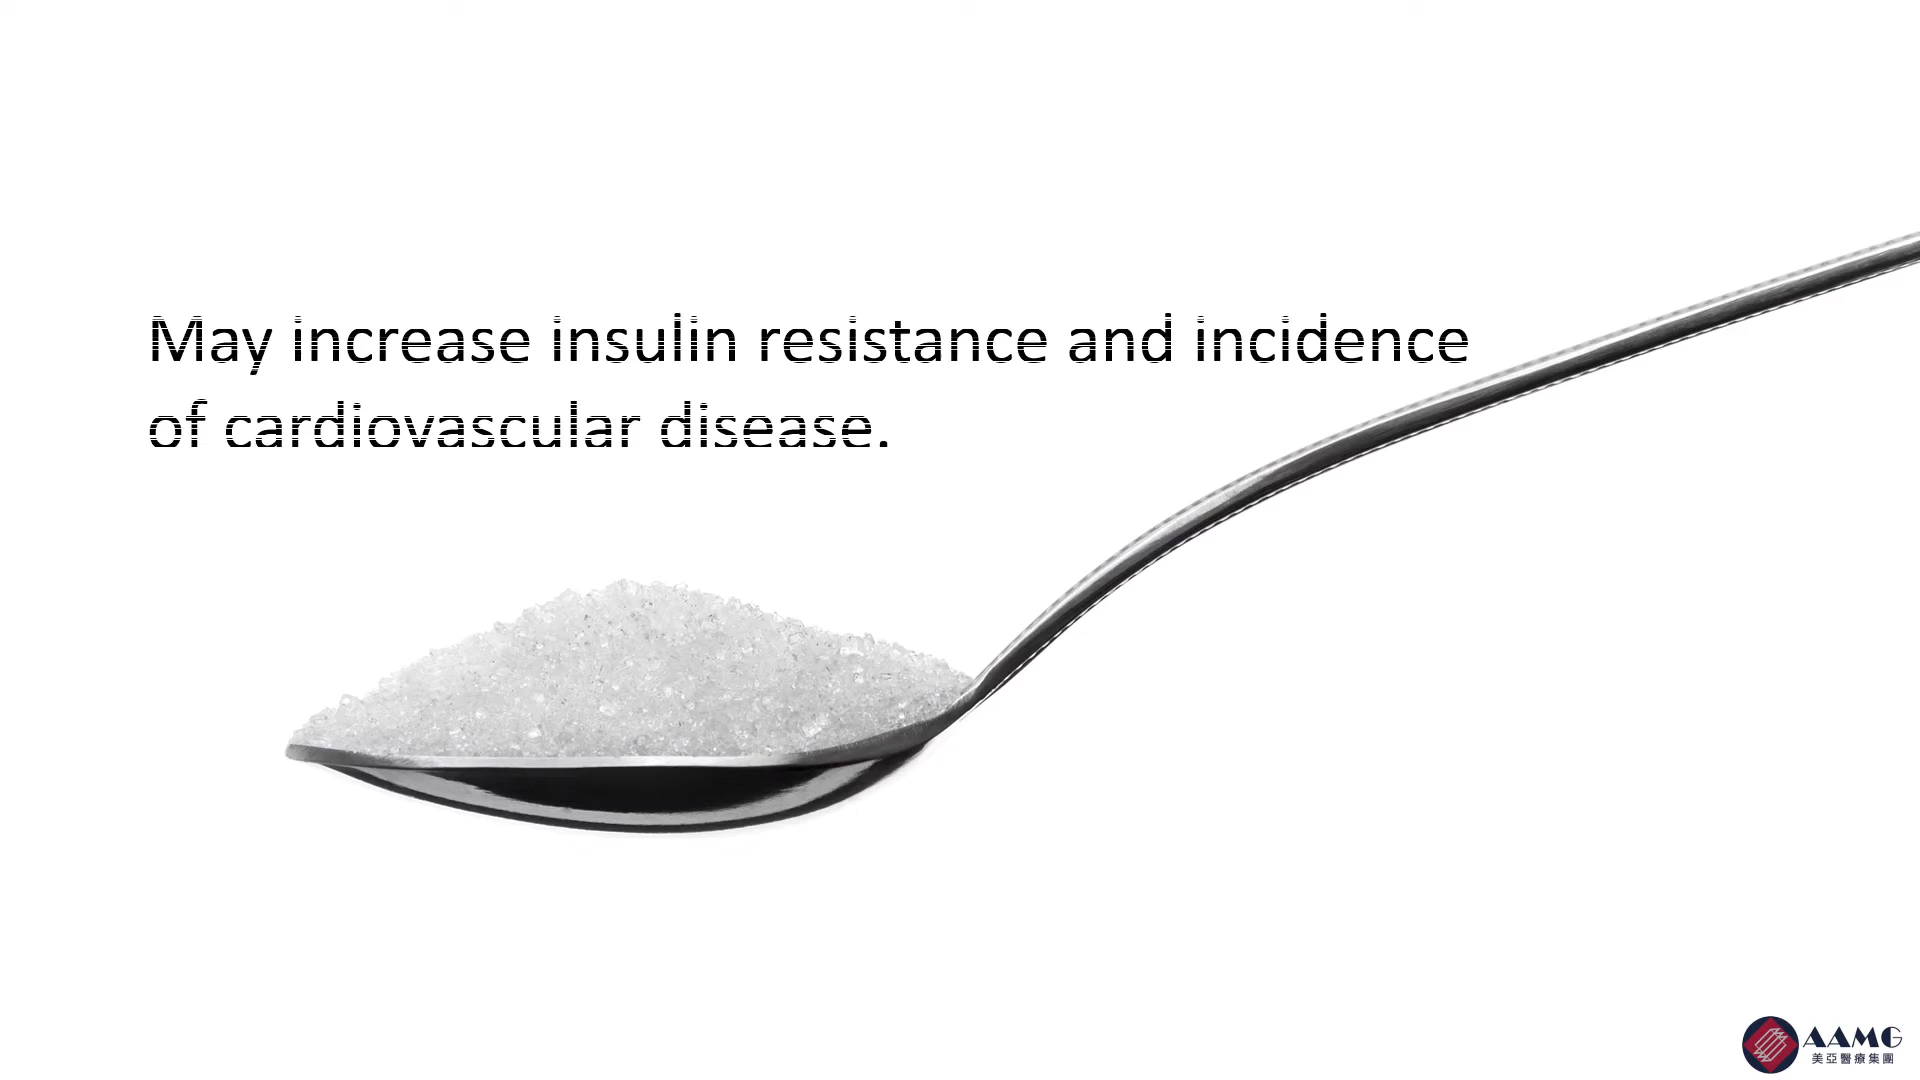 May increase insulin resistance and incidence
of cardiovascular disease.
AAMG
美亞醫療集團